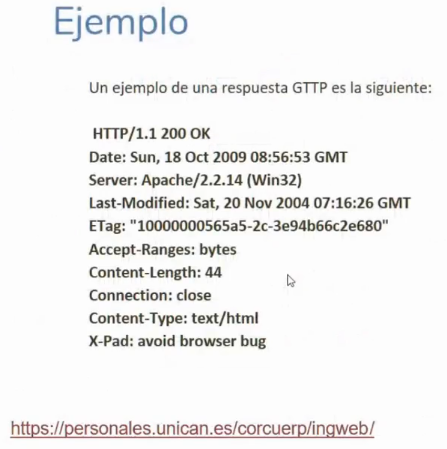 Ejemplo
Un ejemplo de una respuesta GTTP es la siguiente:
HTTP/1.1 200 OK
Date: Sun, 18 Oct 2009 08:56:53 GMT
Server: Apache/2.2.14 (Win32)
Last-Modified: Sat, 20 Nov 2004 07:16:26 GMT
ETag: "10000000565a5-2c-3e94b66c2e680"
Accept-Ranges: bytes
Content-Length: 44
Connection: close
Content-Type: text/html
X-Pad: avoid browser bug
https://personales.unican.es/corcuerp/ingweb/